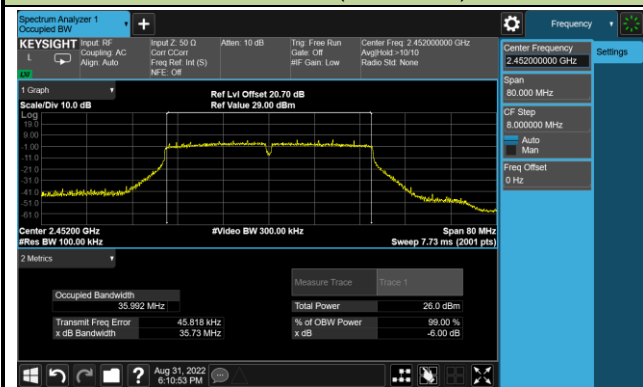 Spectrum Analyzer 1
Occupied BW
+
Frequency
KEYSIGHT
L
Input: RF
Coupling: AC
Align: Auto
Input Z: 50 Ω
Corr CCorr
Freq Ref: Int (S)
NFE: Off
Atten: 10 dB
Trig: Free Run
Gate: Off
#IF Gain: Low
Center Freq: 2.452000000 GHz
Avg|Hold:>10/10
Radio Std: None
Center Frequency
2.452000000 GHz
Settings
Span
80.000 MHz
CF Step
8.000000 MHz
Auto
Man
Freq Offset
0 Hz
1 Graph
Scale/Div 10.0 dB
Ref Lvl Offset 20.70 dB
Ref Value 29.00 dBm
Log
19.0
9.00
-1.00
-11.0
-21.0
-31.0
-41.0
-51.0
-61.0
Center 2.45200 GHz
#Res BW 100.00 kHz
#Video BW 300.00 kHz
Span 80 MHz
Sweep 7.73 ms (2001 pts)
2 Metrics
Measure Trace
Trace 1
Occupied Bandwidth
35.992 MHz
Total Power
26.0 dBm
Transmit Freq Error
45.818 kHz
% of OBW Power
99.00 %
x dB Bandwidth
35.73 MHz
x dB
-6.00 dB
?
Aug 31, 2022
6:10:53 PM